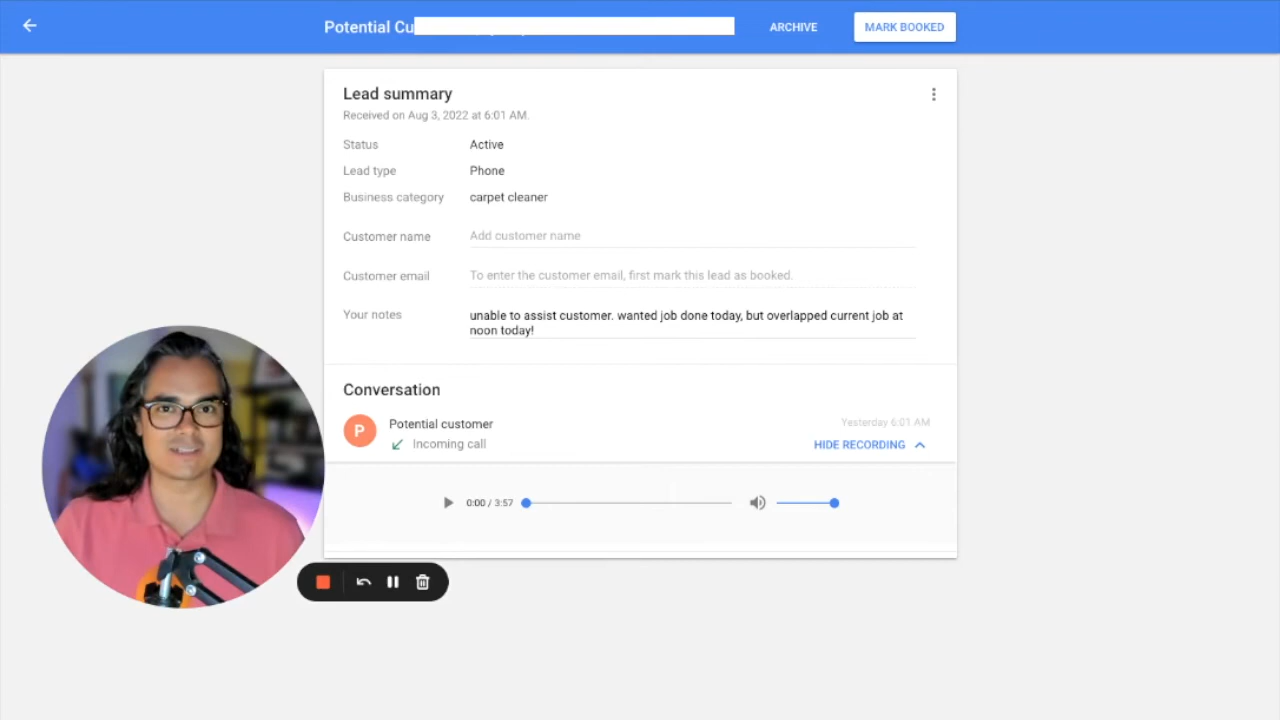 Potential Cu
ARCHIVE
MARK BOOKED
Lead summary
Received on Aug 3, 2022 at 6:01 AM.
Status Active
Lead type Phone
Business category carpet cleaner
Customer name Add customer name
Customer email To enter the customer email, first mark this lead as booked.
Your notes unable to assist customer. wanted job done today, but overlapped current job at
noon today!
Conversation
P
Potential customer
Yesterday 6:01 AM
Incoming call
HIDE RECORDING
0:00 / 3:57